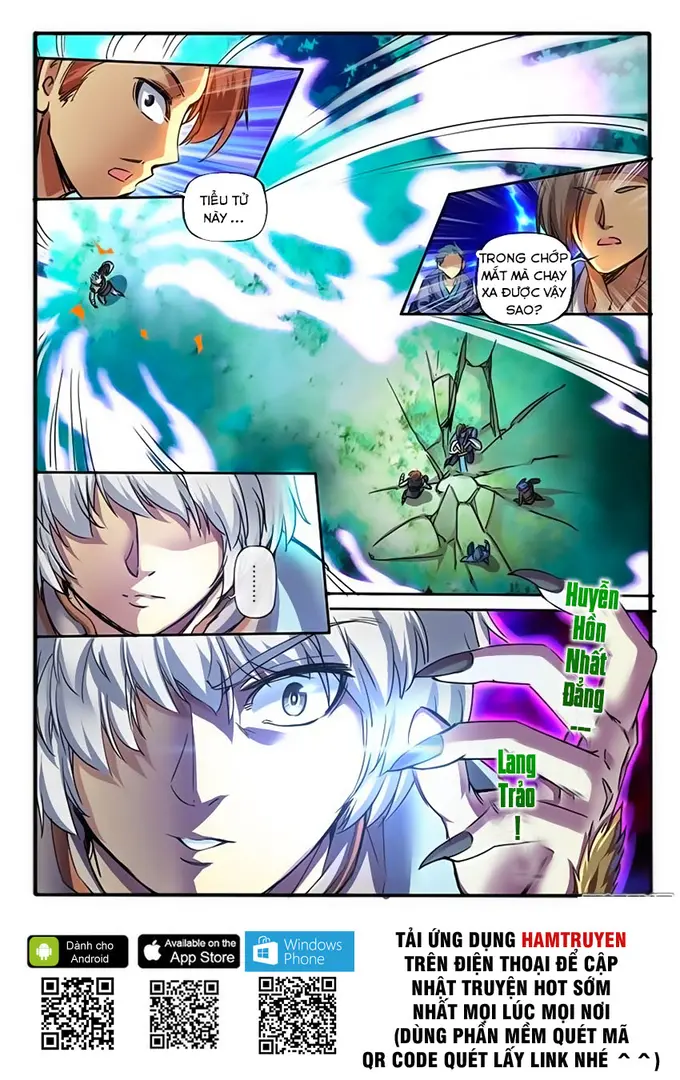 TIỂU TỬ
NÀY ...
TRONG CHỚP
MẮT MÀ CHẠY
XA ĐƯỢC VẬY
SAO?
......
Huyễn
Hồn
Nhất
Đẳng
---
Lang
Trảo
!
Dành cho
Android
Available on the
App Store
Windows
Phone
TẢI ỨNG DỤNG HAMTRUYEN
TRÊN ĐIỆN THOẠI ĐỂ CẬP
NHẬT TRUYỆN HOT SỚM
NHẤT MỌI LÚC MỌI NƠI
(DÙNG PHẦN MỀM QUÉT MÃ
QR CODE QUÉT LẤY LINK NHÉ ^ ^)